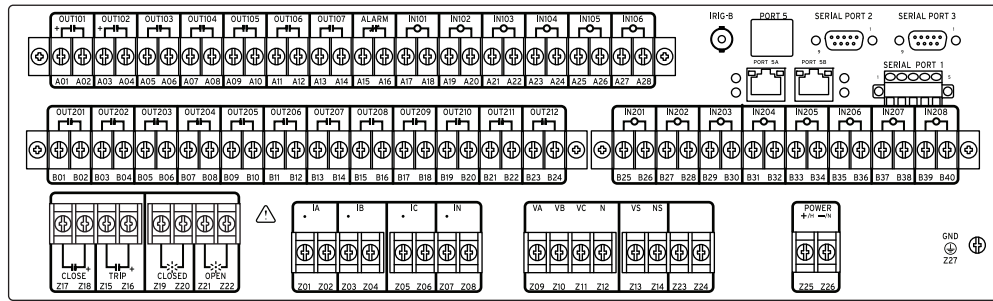 OUT101 OUT102 OUT103 OUT104 OUT105 OUT106 OUT107 ALARM IN101 IN102 IN103 IN104 IN105 IN106 IRIG-B PORT 5 SERIAL PORT 2 SERIAL PORT 3
+ +
1 1
9 9
PORT 5A PORT 5B SERIAL PORT 1
1 5
A01 A02 A03 A04 A05 A06 A07 A08 A09 A10 A11 A12 A13 A14 A15 A16 A17 A18 A19 A20 A21 A22 A23 A24 A25 A26 A27 A28
OUT201 OUT202 OUT203 OUT204 OUT205 OUT206 OUT207 OUT208 OUT209 OUT210 OUT211 OUT212 IN201 IN202 IN203 IN204 IN205 IN206 IN207 IN208
B01 B02 B03 B04 B05 B06 B07 B08 B09 B10 B11 B12 B13 B14 B15 B16 B17 B18 B19 B20 B21 B22 B23 B24 B25 B26 B27 B28 B29 B30 B31 B32 B33 B34 B35 B36 B37 B38 B39 B40
IA IB IC IN VA VB VC N VS NS POWER
+/H −/N
GND
Z27
+ +
CLOSE TRIP CLOSED OPEN
Z17 Z18 Z15 Z16 Z19 Z20 Z21 Z22 Z01 Z02 Z03 Z04 Z05 Z06 Z07 Z08 Z09 Z10 Z11 Z12 Z13 Z14 Z23 Z24 Z25 Z26